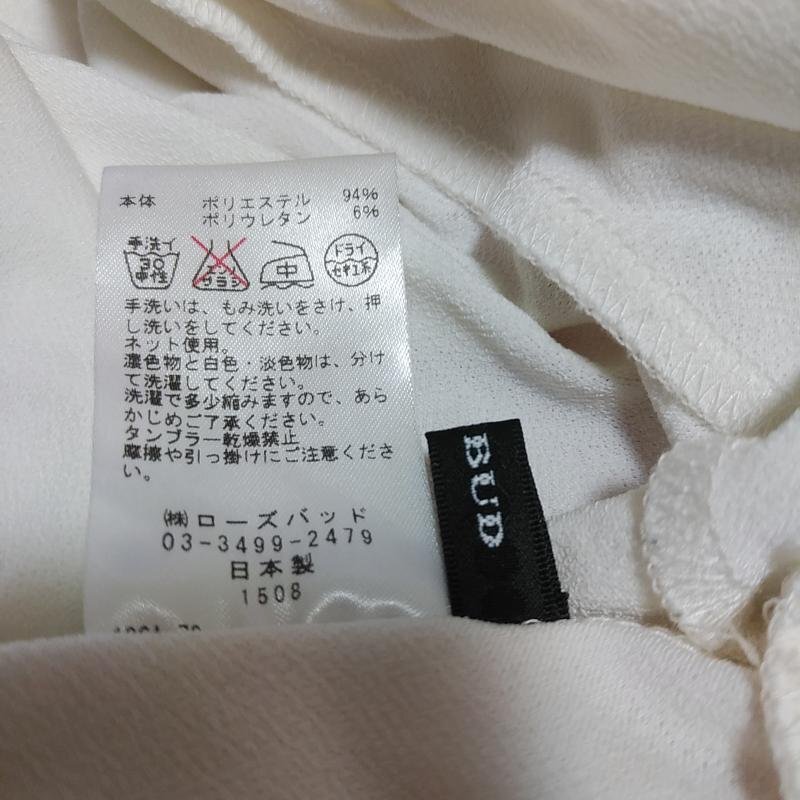 本体 ポリエステル 94%
ポリウレタン 6%
手洗イ
30
中性
エンソ
サラシ
中
ドライ
セキユ系
手洗いは、もみ洗いをさけ、押
し洗いをしてください。
ネット使用。
濃色物と白色・淡色物は、分け
て洗濯してください。
洗濯で多少縮みますので、あら
かじめご了承ください。
タンブラー乾燥禁止
摩擦や引っ掛けにご注意くださ
い。
㈱ローズバッド
03-3499-2479
日本製
1508
BUD